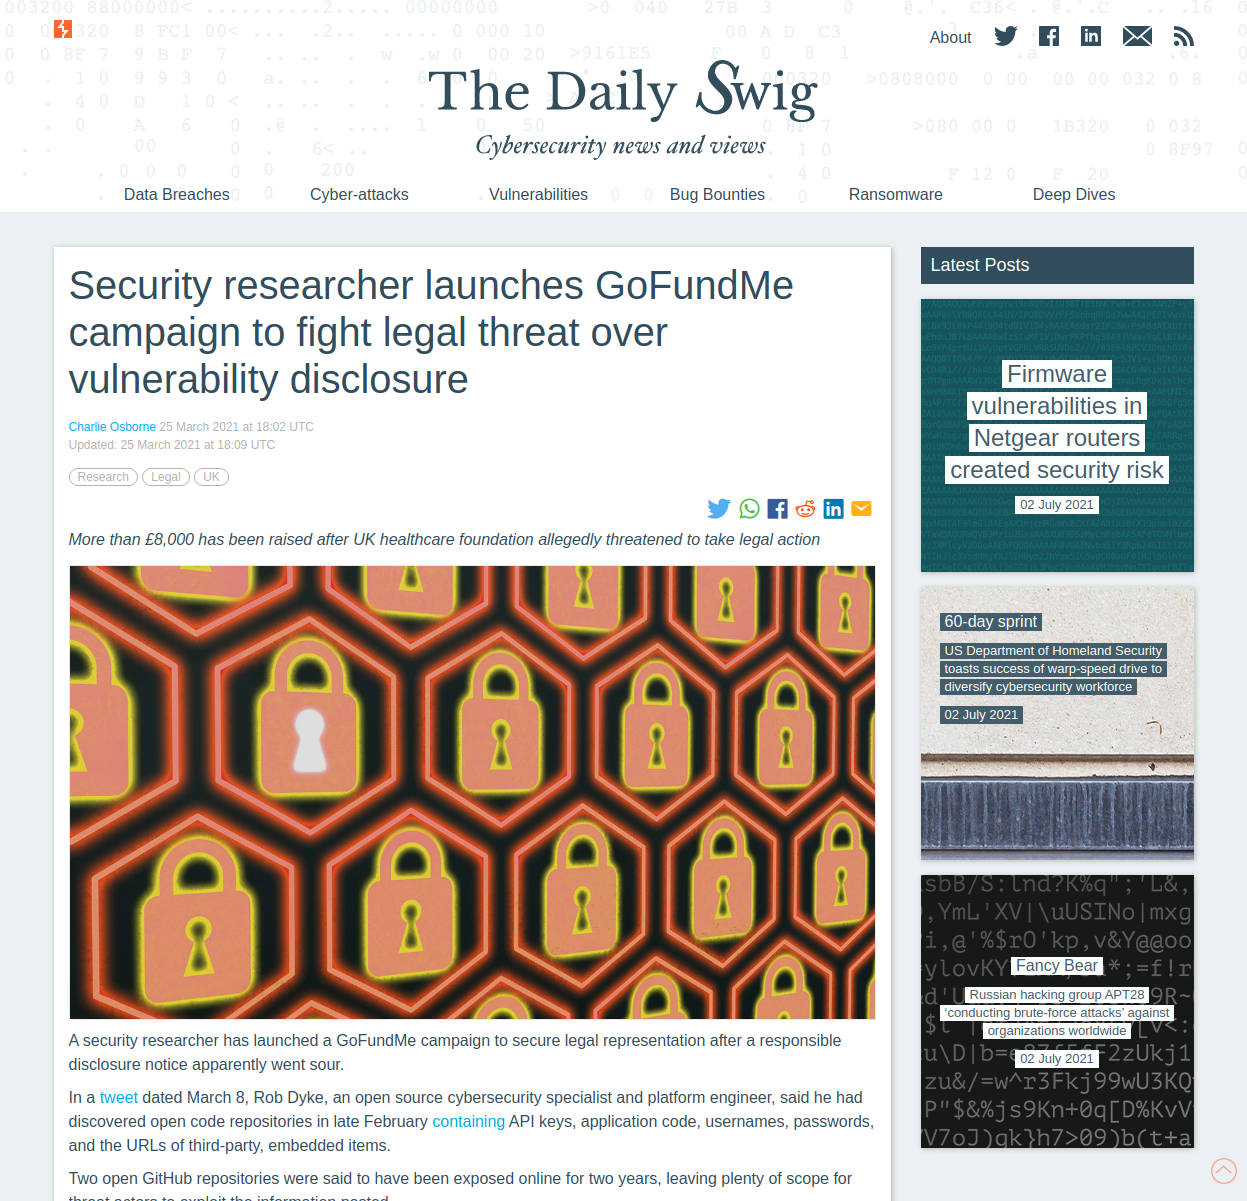 About
The Daily Swig
Cybersecurity news and views
Data Breaches
Cyber-attacks
Vulnerabilities
Bug Bounties
Ransomware
Deep Dives
Security researcher launches GoFundMe
campaign to fight legal threat over
vulnerability disclosure
Charlie Osborne 25 March 2021 at 18:02 UTC
Updated: 25 March 2021 at 18:09 UTC
Research Legal UK
More than £8,000 has been raised after UK healthcare foundation allegedly threatened to take legal action
A security researcher has launched a GoFundMe campaign to secure legal representation after a responsible
disclosure notice apparently went sour.
In a tweet dated March 8, Rob Dyke, an open source cybersecurity specialist and platform engineer, said he had
discovered open code repositories in late February containing API keys, application code, usernames, passwords,
and the URLs of third-party, embedded items.
Two open GitHub repositories were said to have been exposed online for two years, leaving plenty of scope for
threat actors to exploit the information posted.
Latest Posts
Firmware
vulnerabilities in
Netgear routers
created security risk
02 July 2021
60-day sprint
US Department of Homeland Security
toasts success of warp-speed drive to
diversify cybersecurity workforce
02 July 2021
Fancy Bear
Russian hacking group APT28
‘conducting brute-force attacks’ against
organizations worldwide
02 July 2021